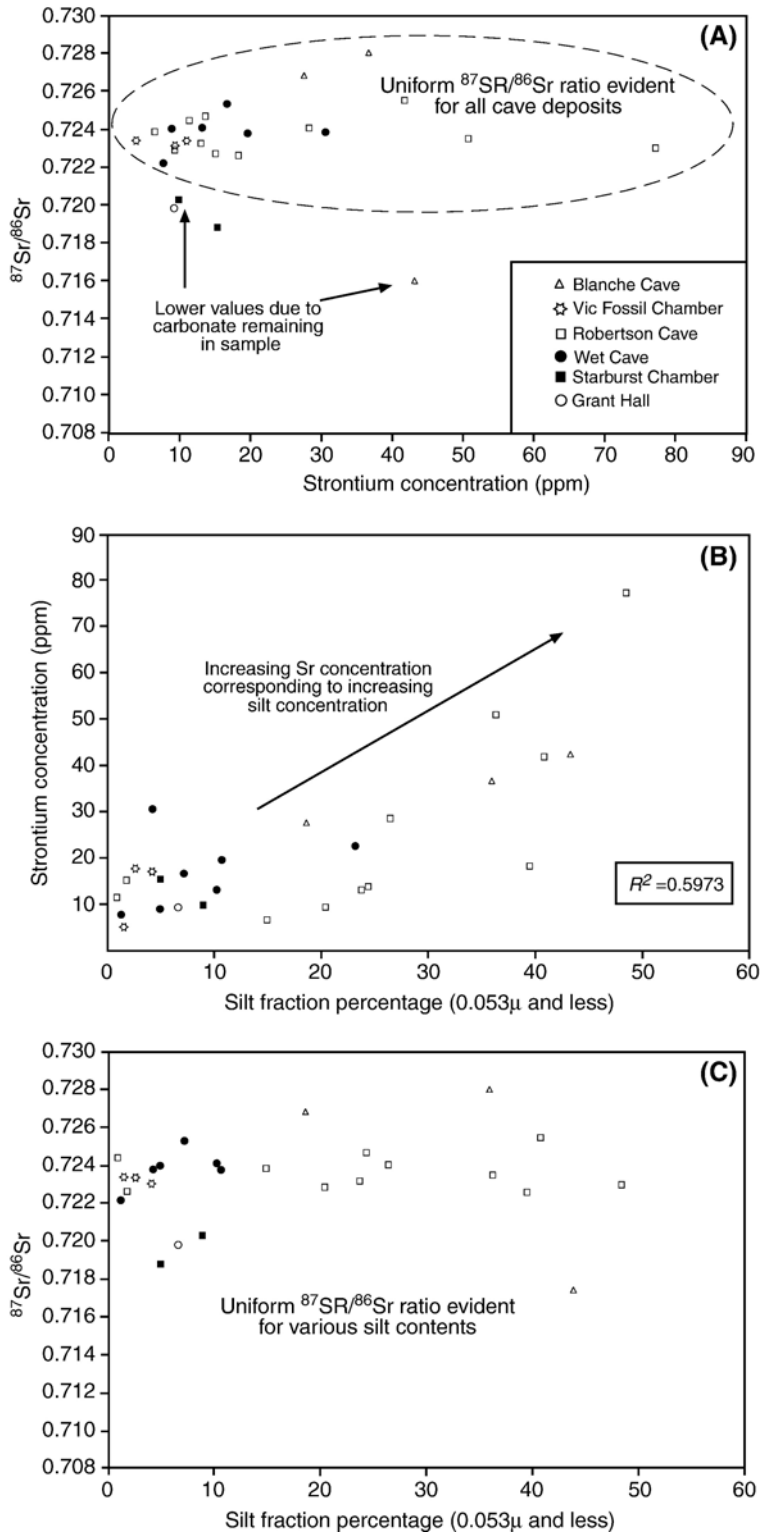 (A)
0.730
0.728
0.726
0.724
0.722
0.720
0.718
0.716
0.714
0.712
0.710
0.708
⁸⁷Sr/⁸⁶Sr
Uniform ⁸⁷SR/⁸⁶Sr ratio evident
for all cave deposits
Lower values due to
carbonate remaining
in sample
Blanche Cave
Vic Fossil Chamber
Robertson Cave
Wet Cave
Starburst Chamber
Grant Hall
0 10 20 30 40 50 60 70 80 90
Strontium concentration (ppm)
(B)
90
80
70
60
50
40
30
20
10
Strontium concentration (ppm)
Increasing Sr concentration
corresponding to increasing
silt concentration
R² =0.5973
0 10 20 30 40 50 60
Silt fraction percentage (0.053μ and less)
(C)
0.730
0.728
0.726
0.724
0.722
0.720
0.718
0.716
0.714
0.712
0.710
0.708
⁸⁷Sr/⁸⁶Sr
Uniform ⁸⁷SR/⁸⁶Sr ratio evident
for various silt contents
0 10 20 30 40 50 60
Silt fraction percentage (0.053μ and less)